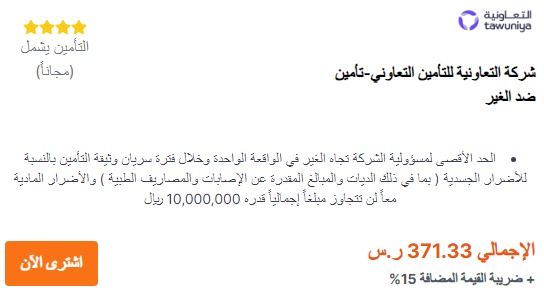 التعاونية
tawuniya
التأمين يشمل
(مجاناً)
شركة التعاونية للتأمين التعاوني-تأمين
ضد الغير
• الحد الأقصى لمسؤولية الشركة تجاه الغير في الواقعة الواحدة وخلال فترة سريان وثيقة التأمين بالنسبة
للأضرار الجسدية ( بما في ذلك الديات والمبالغ المقدرة عن الإصابات والمصاريف الطبية ) والأضرار المادية
معاً لن تتجاوز مبلغاً إجمالياً قدره 10,000,000 ريال
الإجمالي 371.33 ر.س
+ ضريبة القيمة المضافة 15%
اشترى الآن